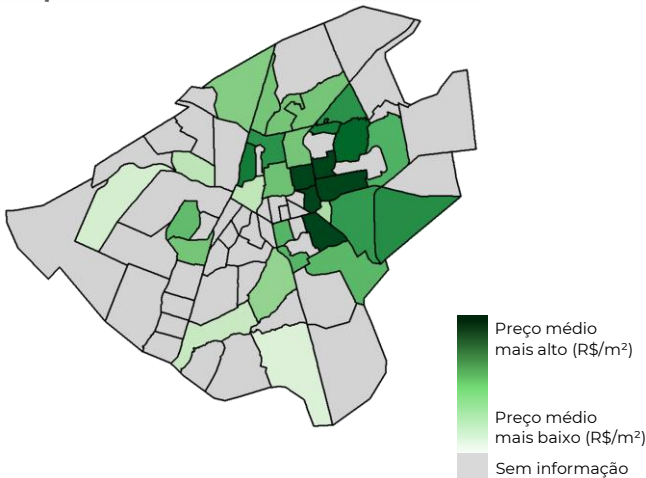 Preço médio
mais alto (R$/m²)
Preço médio
mais baixo (R$/m²)
Sem informação